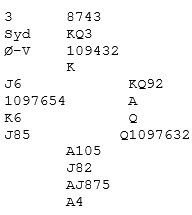 3 8743
Syd KQ3
Ø-V 109432
K
J6 KQ92
1097654 A
K6 Q
J85 Q1097632
A105
J82
AJ875
A4